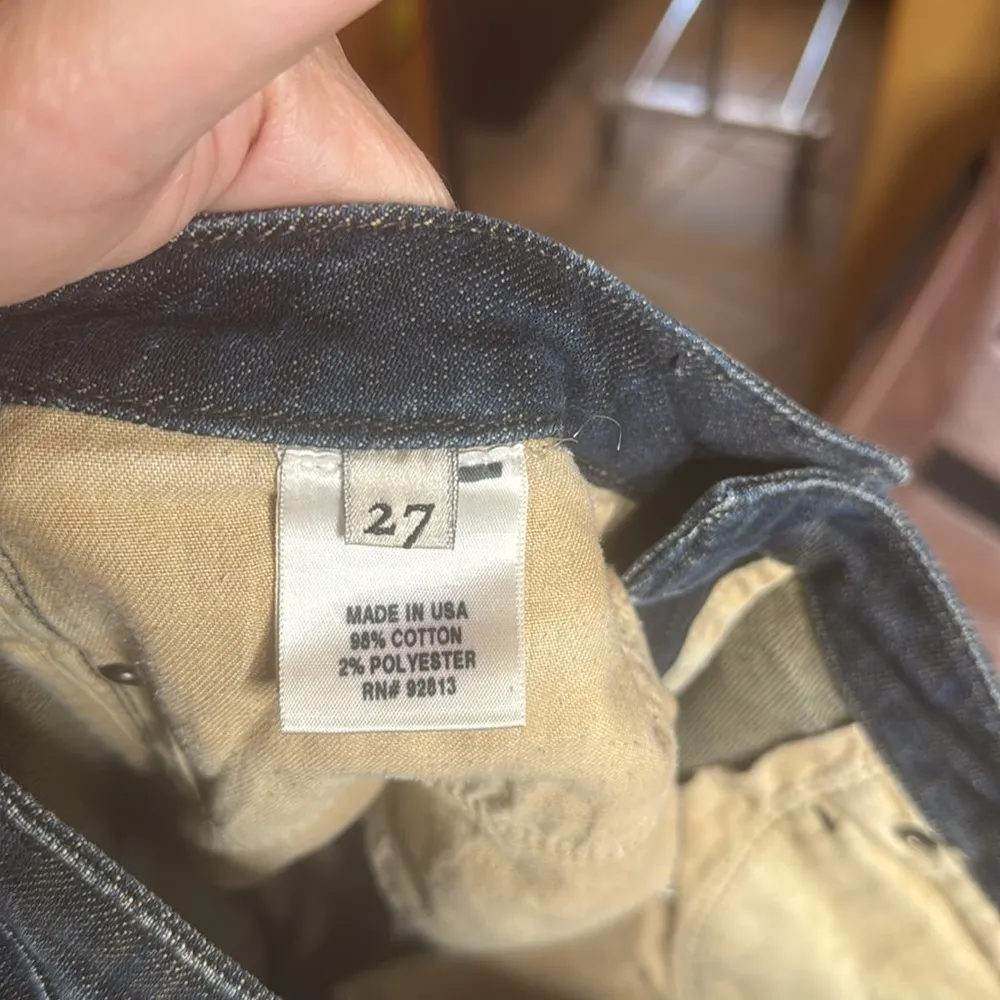 27
MADE IN USA
98% COTTON
2% POLYESTER
RN# 92813